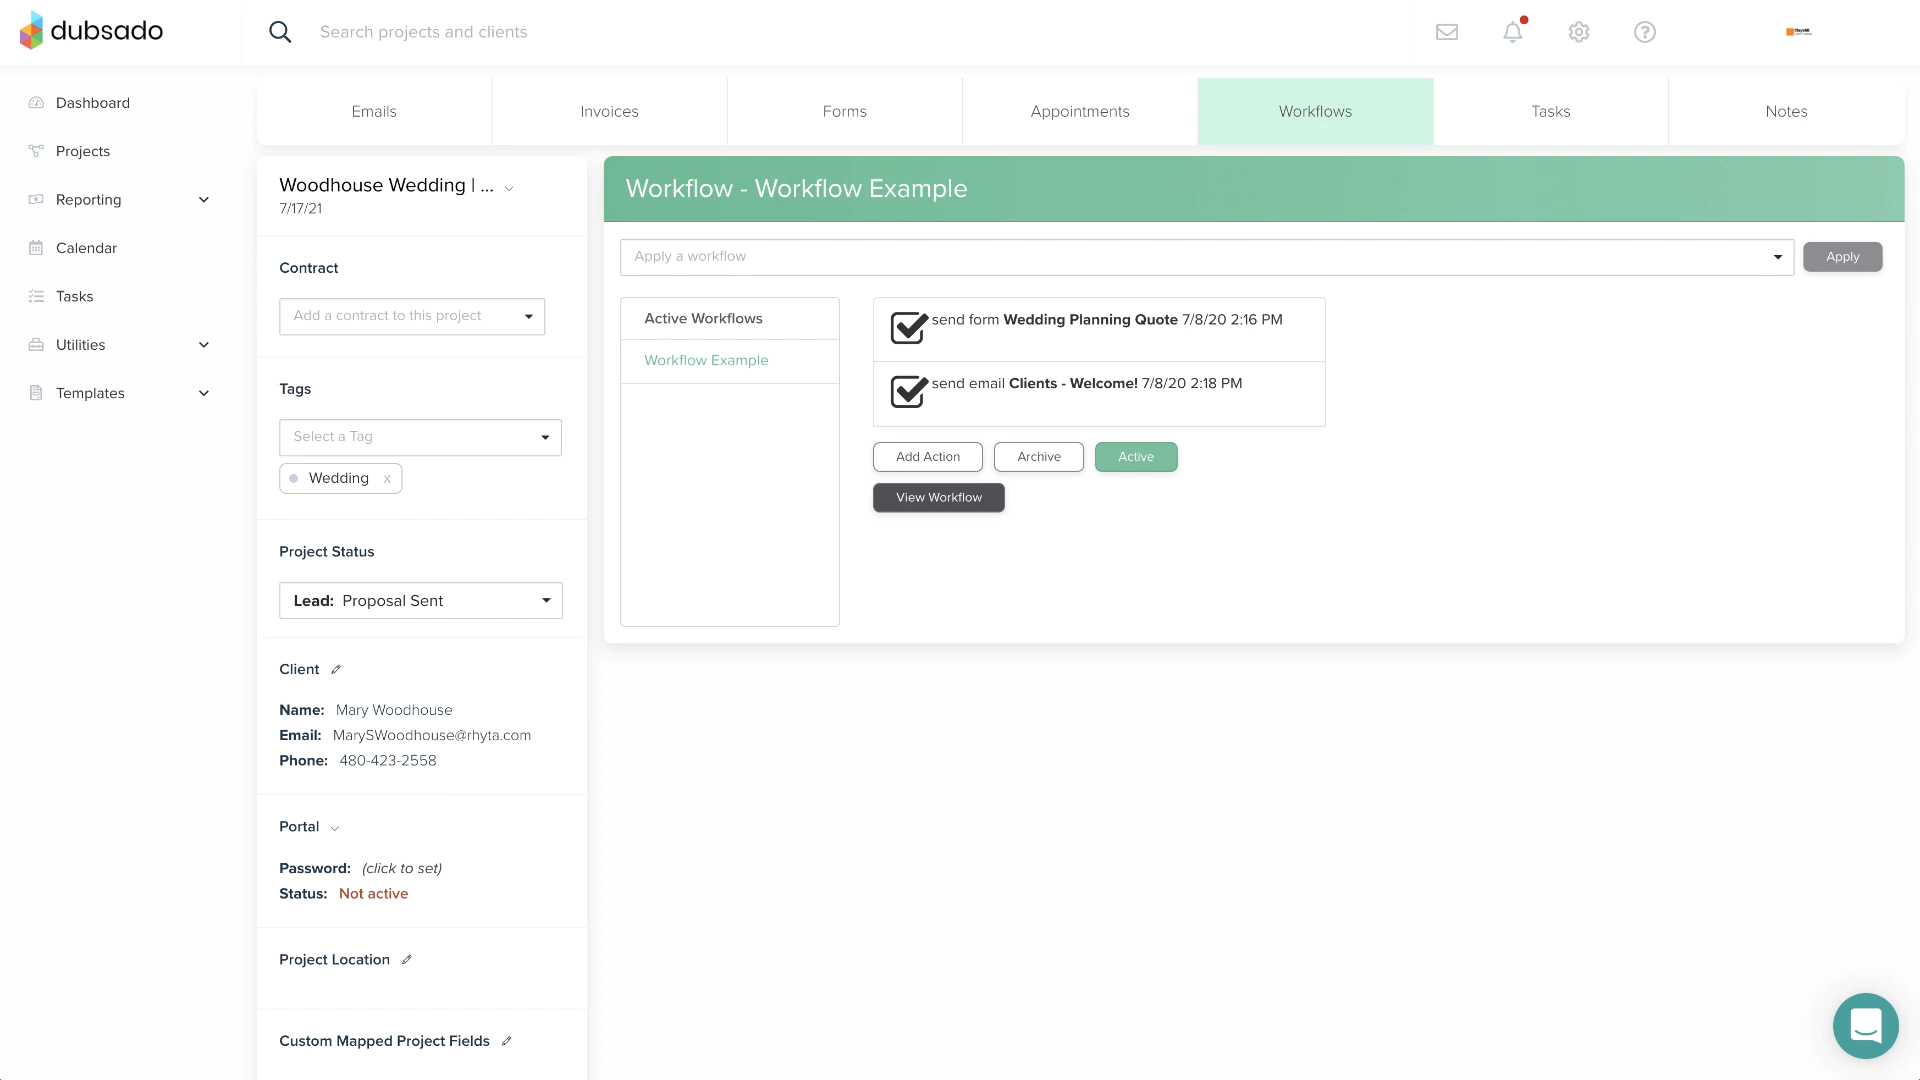 dubsado
Search projects and clients
Dashboard
Projects
Reporting
Calendar
Tasks
Utilities
Templates
Emails
Invoices
Forms
Appointments
Workflows
Tasks
Notes
Woodhouse Wedding | ...
7/17/21
Contract
Add a contract to this project
Tags
Select a Tag
Wedding x
Project Status
Lead: Proposal Sent
Client
Name: Mary Woodhouse
Email: MarySWoodhouse@rhyta.com
Phone: 480-423-2558
Portal
Password: (click to set)
Status: Not active
Project Location
Custom Mapped Project Fields
Workflow - Workflow Example
Apply a workflow
Apply
Active Workflows
Workflow Example
send form Wedding Planning Quote 7/8/20 2:16 PM
send email Clients - Welcome! 7/8/20 2:18 PM
Add Action
Archive
Active
View Workflow